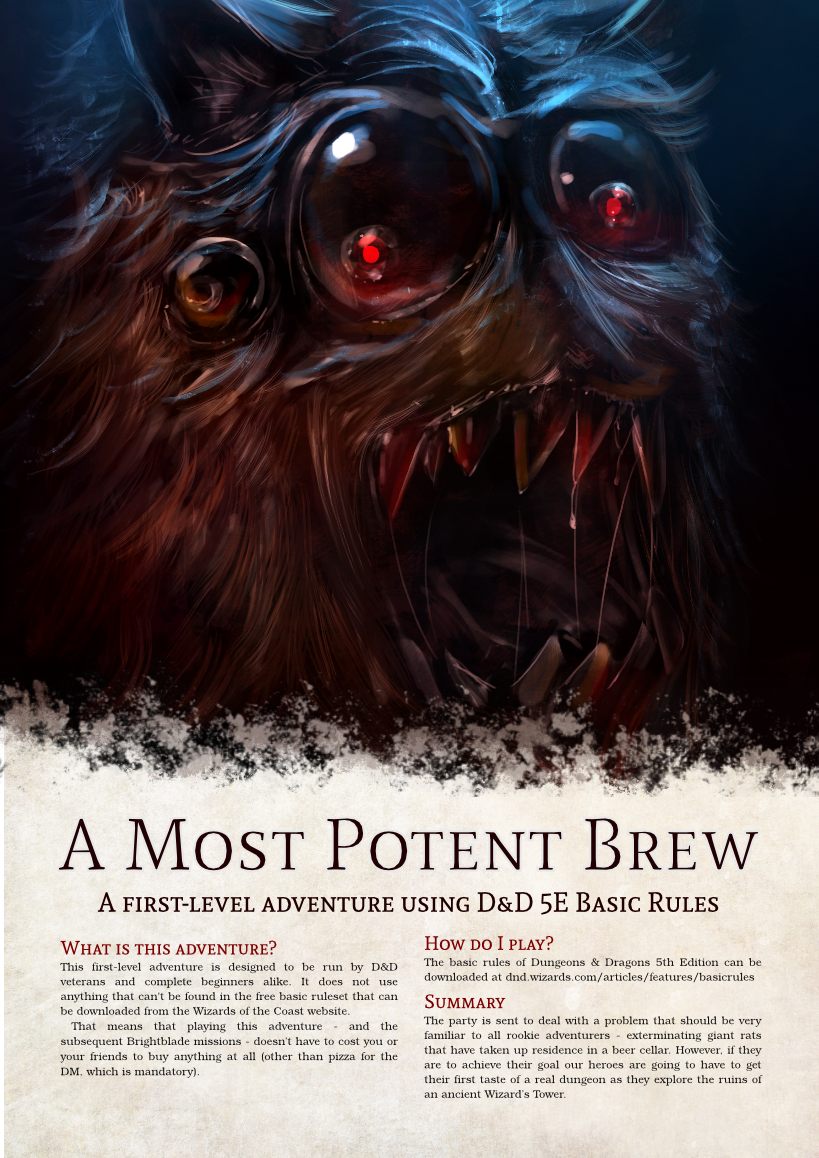 A Most Potent Brew
A first-level adventure using D&D 5E Basic Rules
What is this adventure?
This first-level adventure is designed to be run by D&D
veterans and complete beginners alike. It does not use
anything that can't be found in the free basic ruleset that can
be downloaded from the Wizards of the Coast website.
That means that playing this adventure - and the
subsequent Brightblade missions - doesn't have to cost you or
your friends to buy anything at all (other than pizza for the
DM, which is mandatory).
How do I play?
The basic rules of Dungeons & Dragons 5th Edition can be
downloaded at dnd.wizards.com/articles/features/basicrules
Summary
The party is sent to deal with a problem that should be very
familiar to all rookie adventurers - exterminating giant rats
that have taken up residence in a beer cellar. However, if they
are to achieve their goal our heroes are going to have to get
their first taste of a real dungeon as they explore the ruins of
an ancient Wizard's Tower.